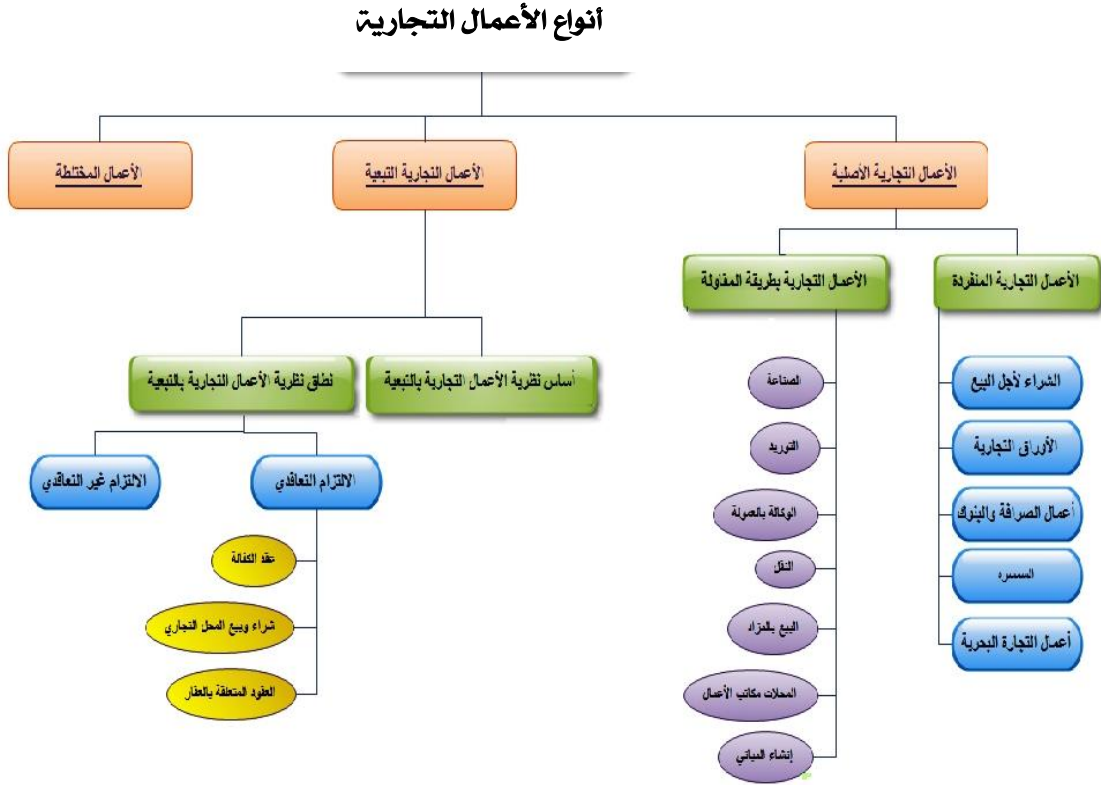 أنواع الأعمال التجارية
الأعمال التجارية الأصلية
الأعمال التجارية التبعية
الأعمال المختلطة
الأعمال التجارية المنفردة
الأعمال التجارية بطريقة المقاولة
أساس نظرية الأعمال التجارية بالتبعية
نطاق نظرية الأعمال التجارية بالتبعية
الشراء لأجل البيع
الأوراق التجارية
أعمال الصرافة والبنوك
السمسره
أعمال التجارة البحرية
الصناعة
التوريد
الوكالة بالعمولة
النقل
البيع بالمزاد
المحلات مكاتب الأعمال
إنشاء المباني
الالتزام التعاقدي
الالتزام غير التعاقدي
عقد الكفالة
شراء وبيع المحل التجاري
العقود المتعلقة بالعقار